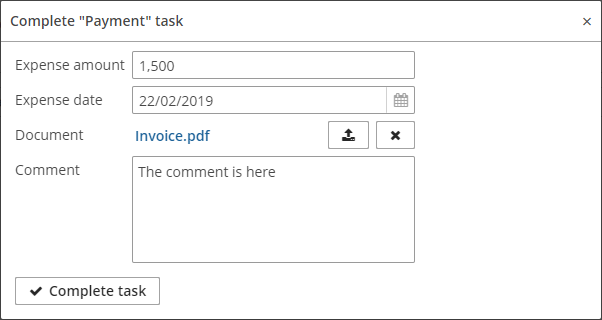 Complete "Payment" task
Expense amount 1,500
Expense date 22/02/2019
Document Invoice.pdf
Comment The comment is here
Complete task